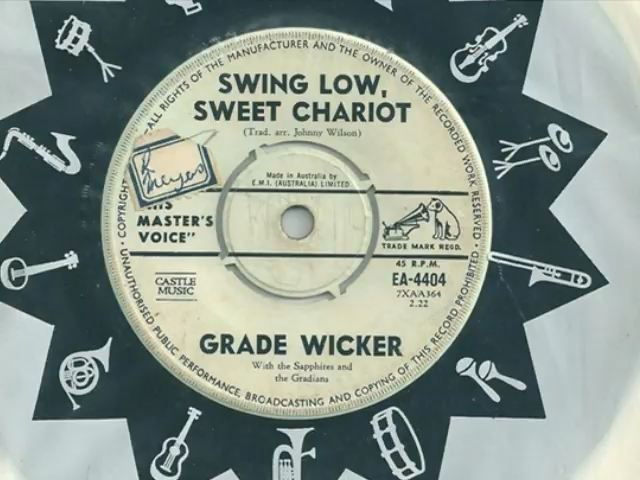 ALL RIGHTS OF THE MANUFACTURER AND THE OWNER OF THE RECORDED WORK RESERVED
SWING LOW,
SWEET CHARIOT
(Trad. arr. Johnny Wilson)
Meyers
Made in Australia by
E.M.I. (AUSTRALIA) LIMITED
MASTER'S
VOICE"
TRADE MARK REGD.
45 R.P.M.
EA-4404
7XA/A364
2.22
CASTLE
MUSIC
GRADE WICKER
With the Sapphires and
the Gradians
UNAUTHORISED PUBLIC PERFORMANCE, BROADCASTING AND COPYING OF THIS RECORD PROHIBITED · COPYRIGHT